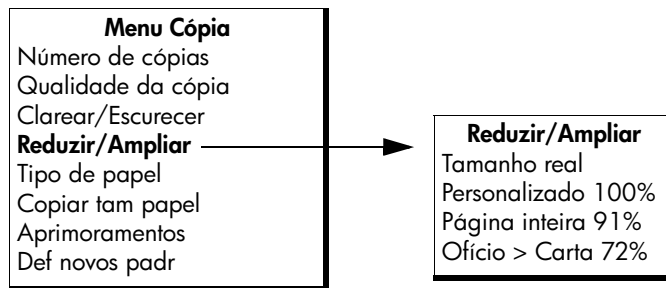 Menu Cópia
Número de cópias
Qualidade da cópia
Clarear/Escurecer
Reduzir/Ampliar
Tipo de papel
Copiar tam papel
Aprimoramentos
Def novos padr
Reduzir/Ampliar
Tamanho real
Personalizado 100%
Página inteira 91%
Ofício > Carta 72%